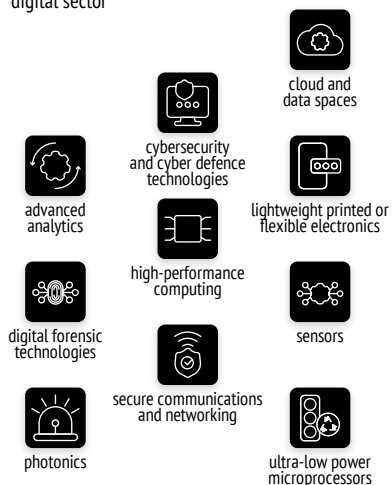 digital sector
cloud and
data spaces
cybersecurity
and cyber defence
technologies
advanced
analytics
lightweight printed or
flexible electronics
high-performance
computing
digital forensic
technologies
sensors
secure communications
and networking
photonics
ultra-low power
microprocessors